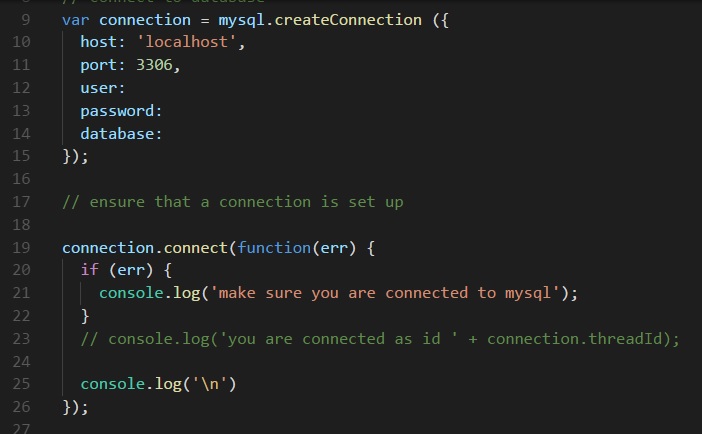 8 // connect to database
9 var connection = mysql.createConnection ({
10 host: 'localhost',
11 port: 3306,
12 user:
13 password:
14 database:
15 });
16
17 // ensure that a connection is set up
18
19 connection.connect(function(err) {
20 if (err) {
21 console.log('make sure you are connected to mysql');
22 }
23 // console.log('you are connected as id ' + connection.threadId);
24
25 console.log('\n')
26 });
27